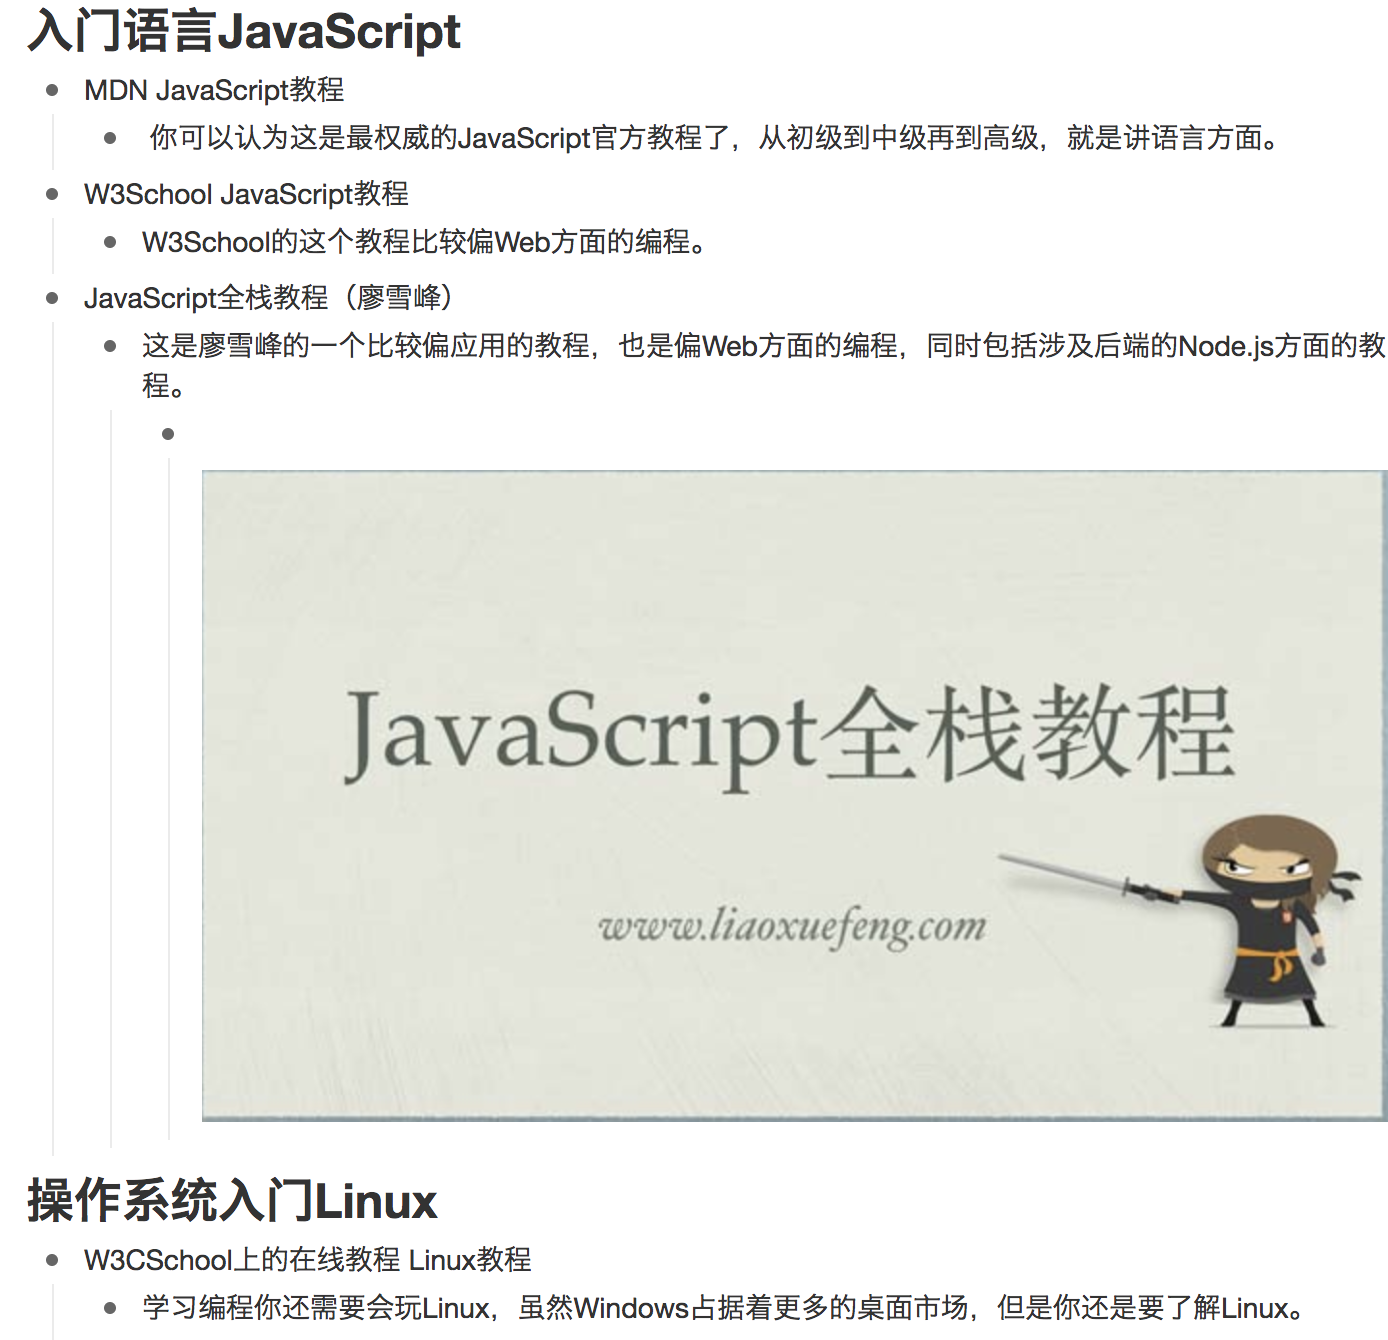 入门语言JavaScript
MDN JavaScript教程
你可以认为这是最权威的JavaScript官方教程了，从初级到中级再到高级，就是讲语言方面。
W3School JavaScript教程
W3School的这个教程比较偏Web方面的编程。
JavaScript全栈教程（廖雪峰）
这是廖雪峰的一个比较偏应用的教程，也是偏Web方面的编程，同时包括涉及后端的Node.js方面的教
程。
JavaScript全栈教程
www.liaoxuefeng.com
操作系统入门Linux
W3CSchool上的在线教程 Linux教程
学习编程你还需要会玩Linux，虽然Windows占据着更多的桌面市场，但是你还是要了解Linux。